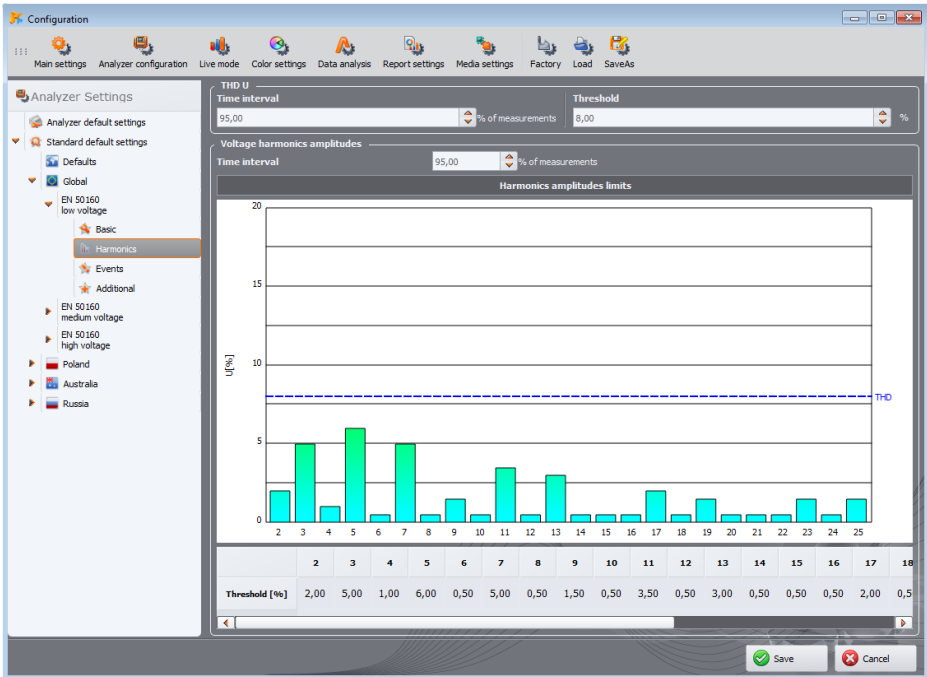 Configuration
Main settings Analyzer configuration Live mode Color settings Data analysis Report settings Media settings Factory Load SaveAs
Analyzer Settings
Analyzer default settings
Standard default settings
Defaults
Global
EN 50160
low voltage
Basic
Harmonics
Events
Additional
EN 50160
medium voltage
EN 50160
high voltage
Poland
Australia
Russia
THD U
Time interval Threshold
95,00 % of measurements 8,00 %
Voltage harmonics amplitudes
Time interval 95,00 % of measurements
Harmonics amplitudes limits
20
15
10
U[%]
THD
5
0
2 3 4 5 6 7 8 9 10 11 12 13 14 15 16 17 18 19 20 21 22 23 24 25
2 3 4 5 6 7 8 9 10 11 12 13 14 15 16 17 18
Threshold [%] 2,00 5,00 1,00 6,00 0,50 5,00 0,50 1,50 0,50 3,50 0,50 3,00 0,50 0,50 0,50 2,00 0,5
Save Cancel